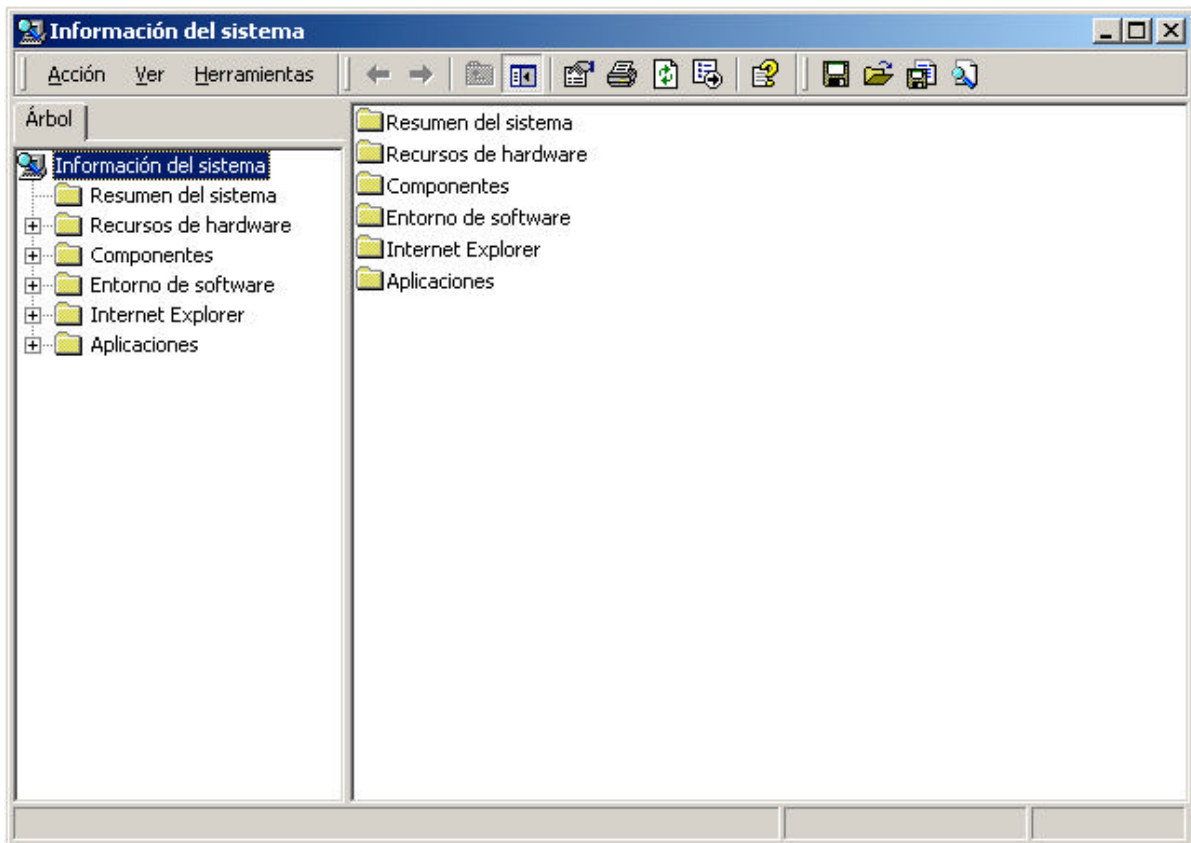 Información del sistema
Acción Ver Herramientas
Árbol
Información del sistema
Resumen del sistema
Recursos de hardware
Componentes
Entorno de software
Internet Explorer
Aplicaciones
Resumen del sistema
Recursos de hardware
Componentes
Entorno de software
Internet Explorer
Aplicaciones